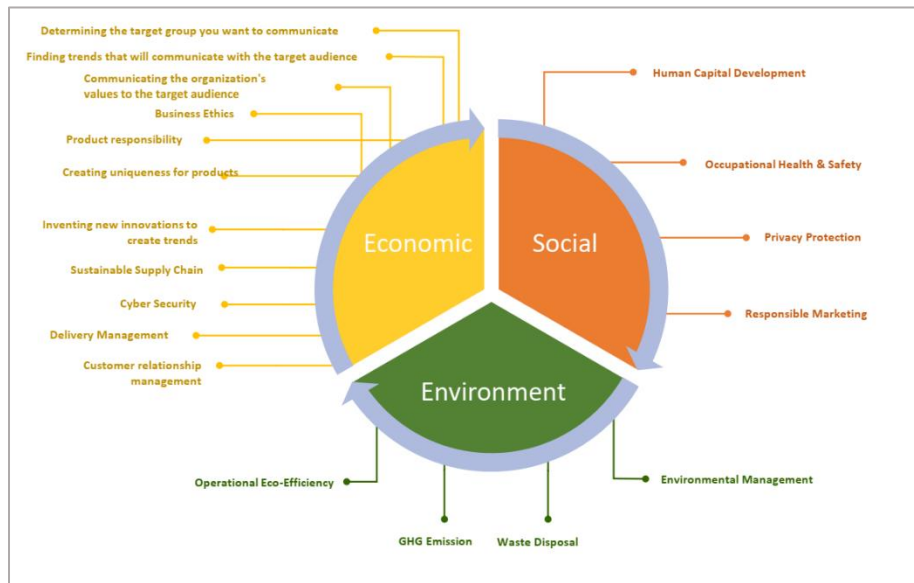 Determining the target group you want to communicate
Finding trends that will communicate with the target audience
Communicating the organization's
values to the target audience
Business Ethics
Product responsibility
Creating uniqueness for products
Inventing new innovations to
create trends
Sustainable Supply Chain
Cyber Security
Delivery Management
Customer relationship
management
Economic
Social
Human Capital Development
Occupational Health & Safety
Privacy Protection
Responsible Marketing
Environment
Operational Eco-Efficiency
GHG Emission
Waste Disposal
Environmental Management